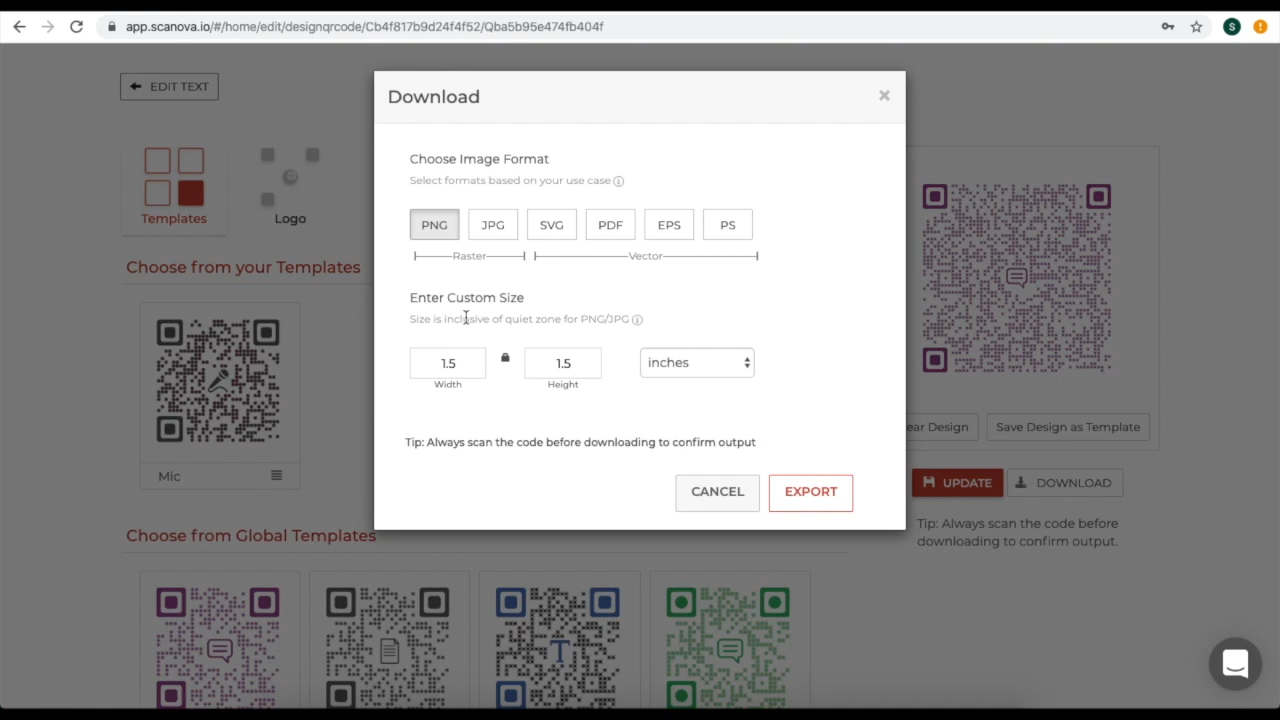 app.scanova.io/#/home/edit/designqrcode/Cb4f817b9d24f4f52/Qba5b95e474fb404f
S
EDIT TEXT
Download
Choose Image Format
Select formats based on your use case
PNG JPG SVG PDF EPS PS
Raster Vector
Templates Logo
Choose from your Templates
Enter Custom Size
Size is inclusive of quiet zone for PNG/JPG
1.5 1.5 inches
Width Height
ear Design Save Design as Template
Tip: Always scan the code before downloading to confirm output
Mic
CANCEL EXPORT
UPDATE DOWNLOAD
Tip: Always scan the code before
downloading to confirm output.
Choose from Global Templates
T